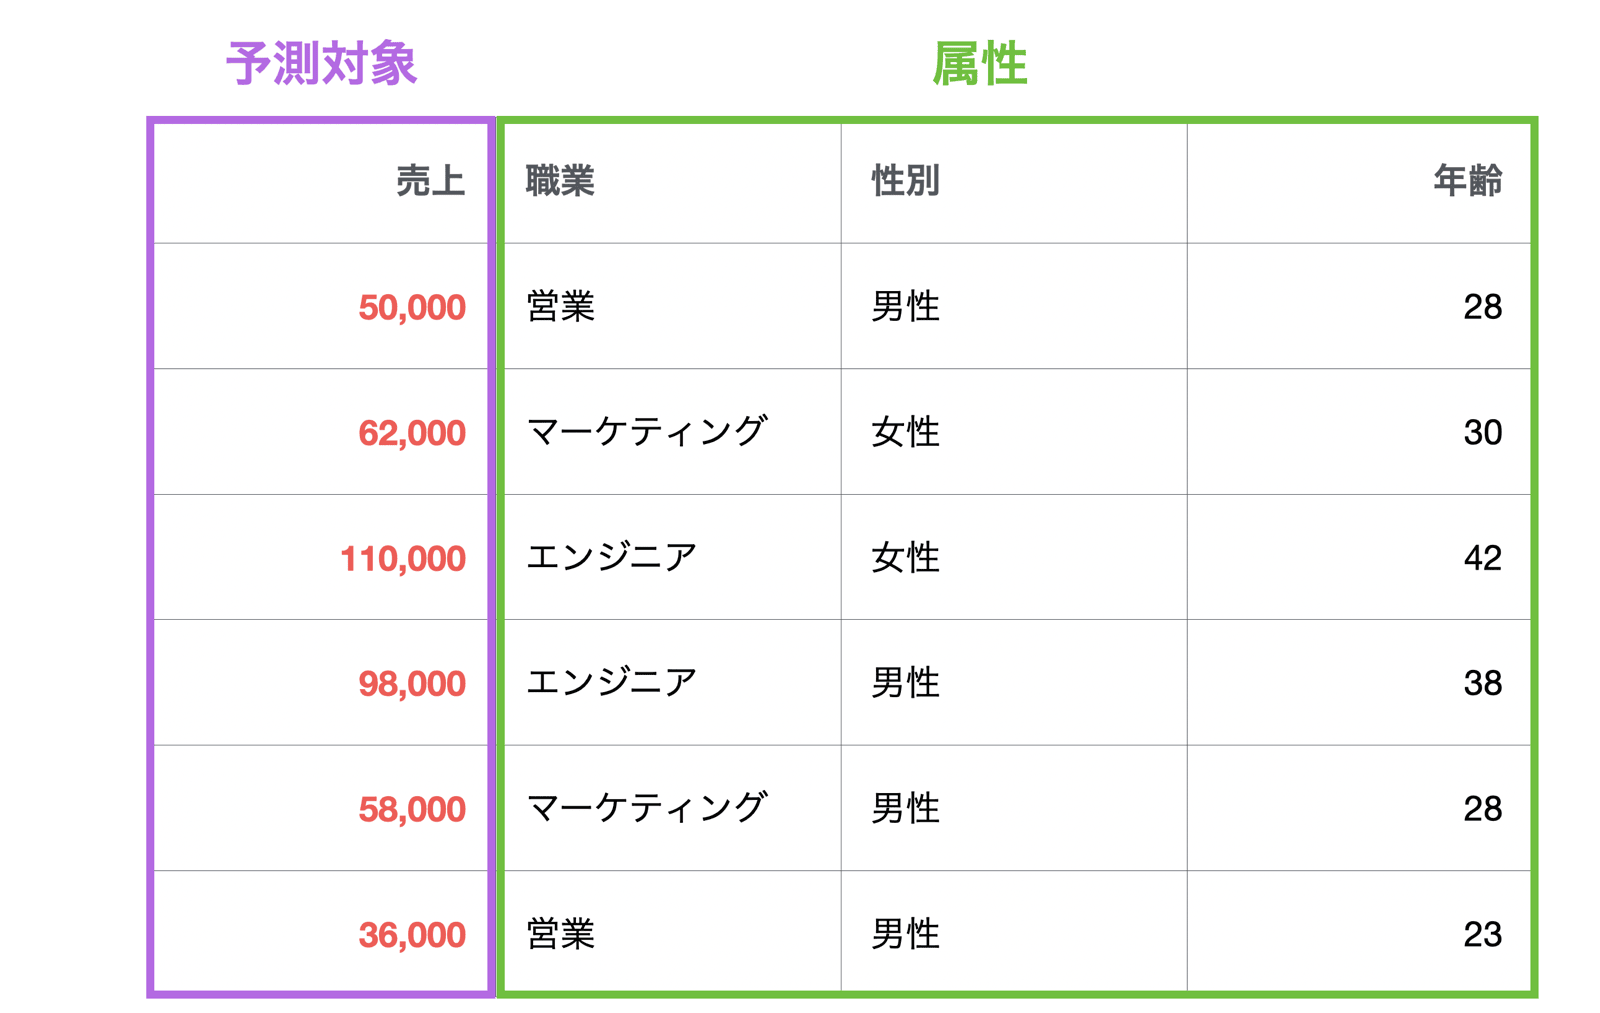 予測対象 属性
売上 職業 性別 年齢
50,000 営業 男性 28
62,000 マーケティング 女性 30
110,000 エンジニア 女性 42
98,000 エンジニア 男性 38
58,000 マーケティング 男性 28
36,000 営業 男性 23